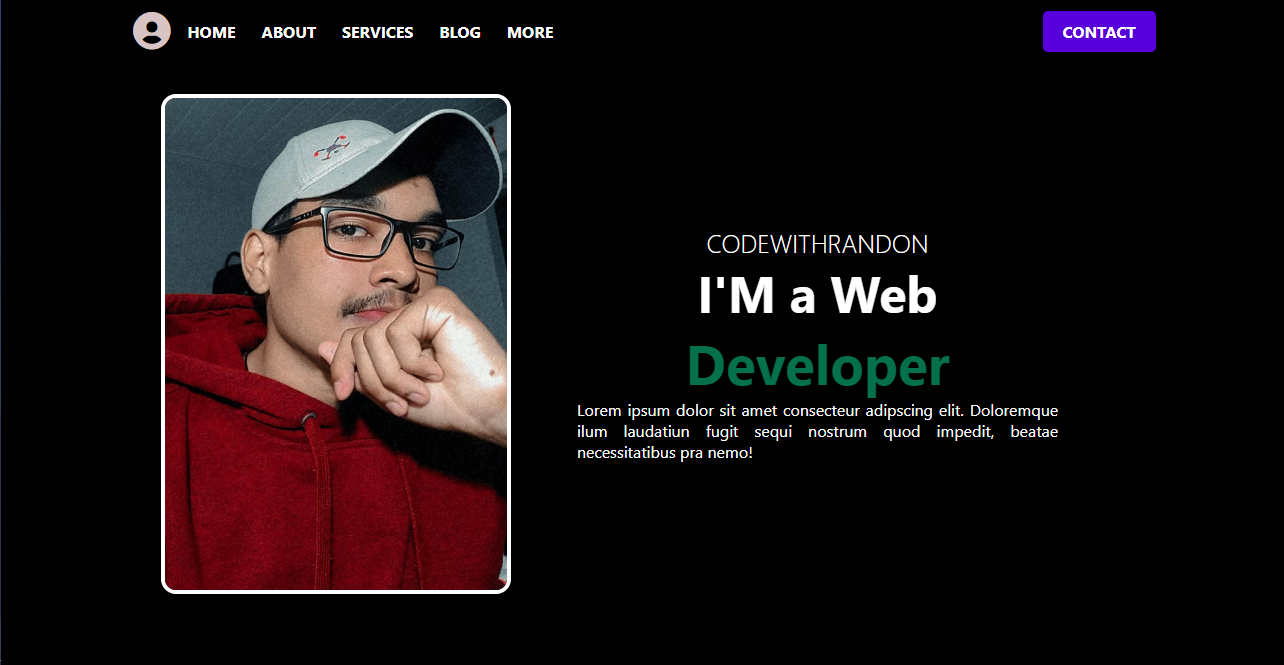 HOME ABOUT SERVICES BLOG MORE CONTACT
CODEWITHRANDON
I'M a Web
Developer
Lorem ipsum dolor sit amet consecteur adipscing elit. Doloremque
ilum laudatiun fugit sequi nostrum quod impedit, beatae
necessitatibus pra nemo!